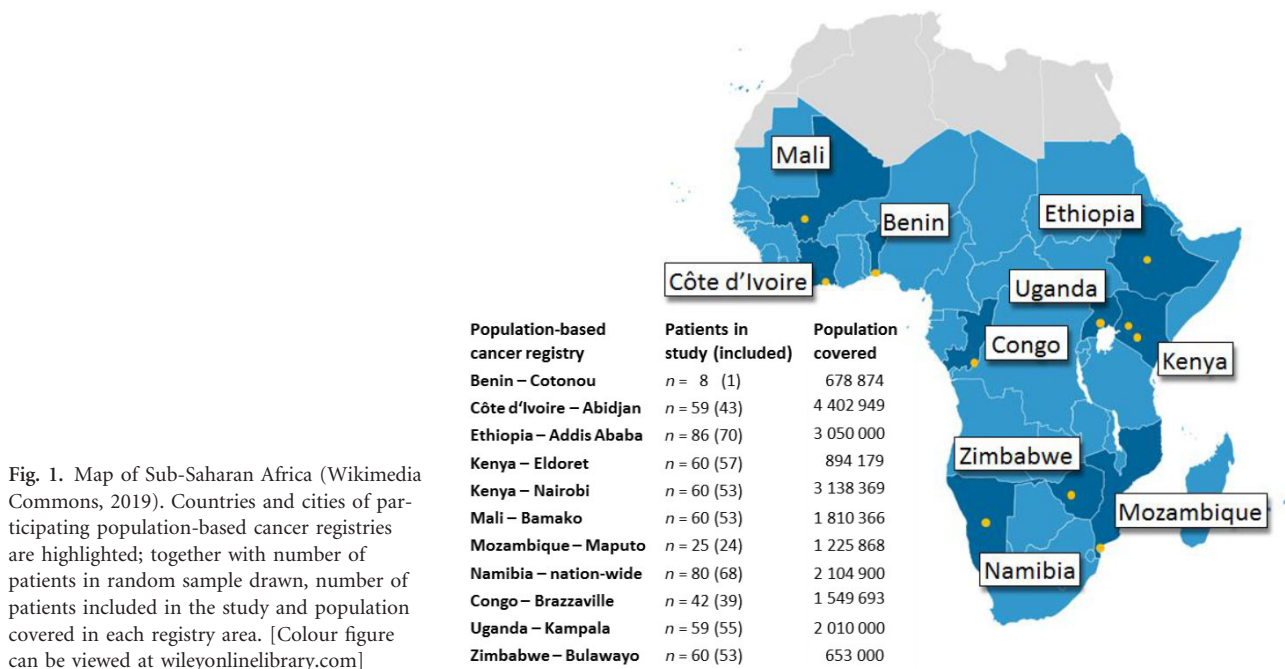 Mali
Benin
Ethiopia
Côte d’Ivoire
Uganda
Congo
Kenya
Zimbabwe
Mozambique
Namibia
Population-based Patients in Population
cancer registry study (included) covered
Benin – Cotonou n = 8 (1) 678 874
Côte d‘Ivoire – Abidjan n = 59 (43) 4 402 949
Ethiopia – Addis Ababa n = 86 (70) 3 050 000
Kenya – Eldoret n = 60 (57) 894 179
Kenya – Nairobi n = 60 (53) 3 138 369
Mali – Bamako n = 60 (53) 1 810 366
Mozambique – Maputo n = 25 (24) 1 225 868
Namibia – nation-wide n = 80 (68) 2 104 900
Congo – Brazzaville n = 42 (39) 1 549 693
Uganda – Kampala n = 59 (55) 2 010 000
Zimbabwe – Bulawayo n = 60 (53) 653 000
Fig. 1. Map of Sub-Saharan Africa (Wikimedia
Commons, 2019). Countries and cities of par-
ticipating population-based cancer registries
are highlighted; together with number of
patients in random sample drawn, number of
patients included in the study and population
covered in each registry area. [Colour figure
can be viewed at wileyonlinelibrary.com]